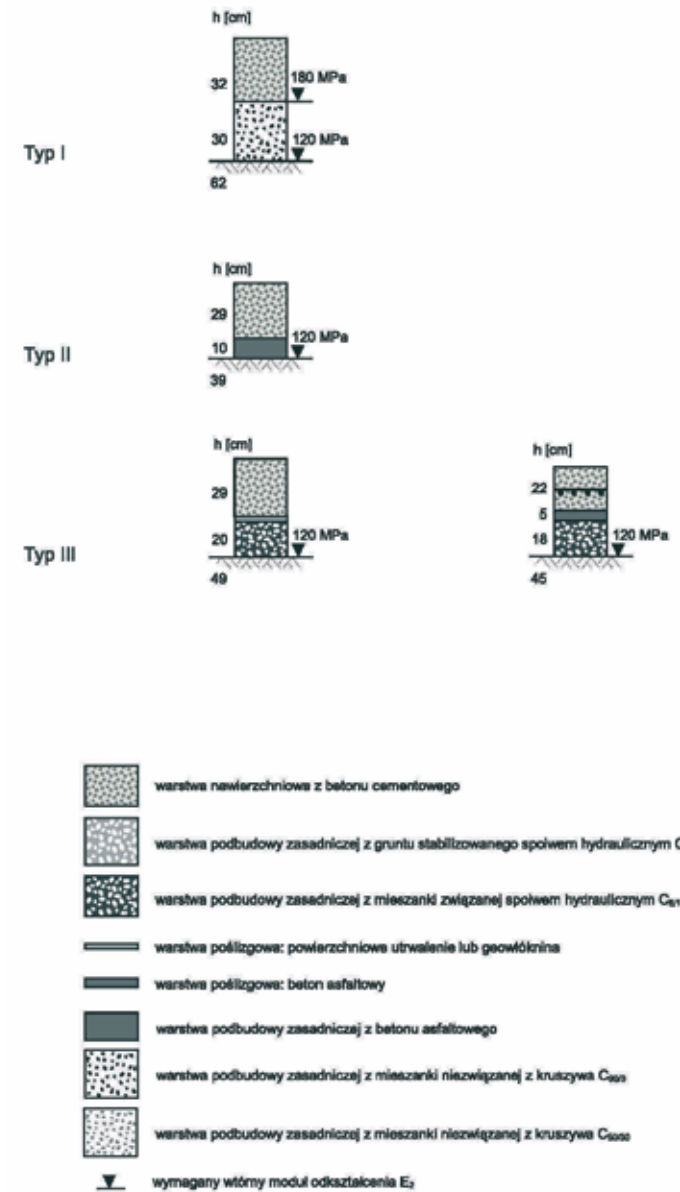 h [cm]
32
180 MPa
30
120 MPa
Typ I
62
h [cm]
29
10
120 MPa
Typ II
39
h [cm]
29
20
120 MPa
49
h [cm]
22
5
18
120 MPa
45
Typ III
warstwa nawierzchniowa z betonu cementowego
warstwa podbudowy zasadniczej z gruntu stabilizowanego spoiwem hydraulicznym C
warstwa podbudowy zasadniczej z mieszanki związanej spoiwem hydraulicznym
warstwa poślizgowa: powierzchniowe utrwalenie lub geowłóknina
warstwa poślizgowa: beton asfaltowy
warstwa podbudowy zasadniczej z betonu asfaltowego
warstwa podbudowy zasadniczej z mieszanki niezwiązanej z kruszywa
warstwa podbudowy zasadniczej z mieszanki niezwiązanej z kruszywa
wymagany wtórny moduł odkształcenia E₂